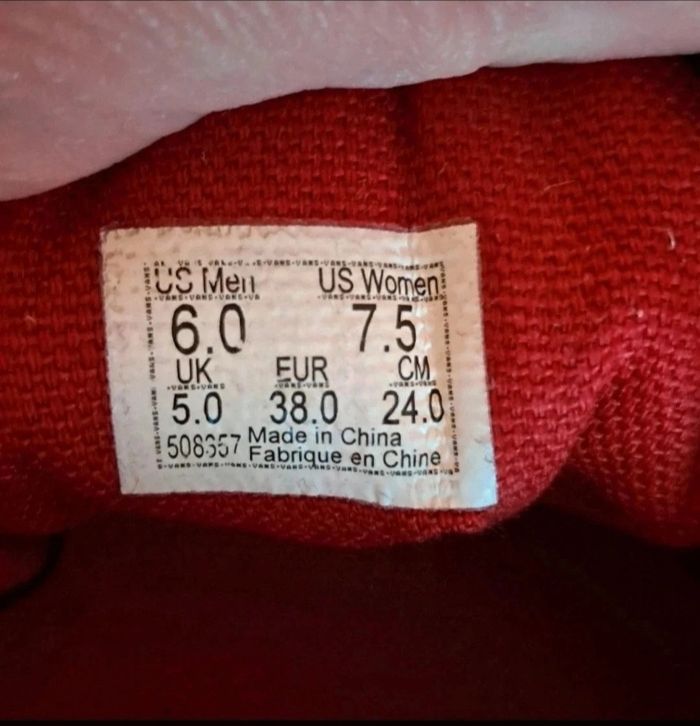 US Men US Women
6.0 7.5
UK EUR CM
5.0 38.0 24.0
Made in China
Fabrique en Chine